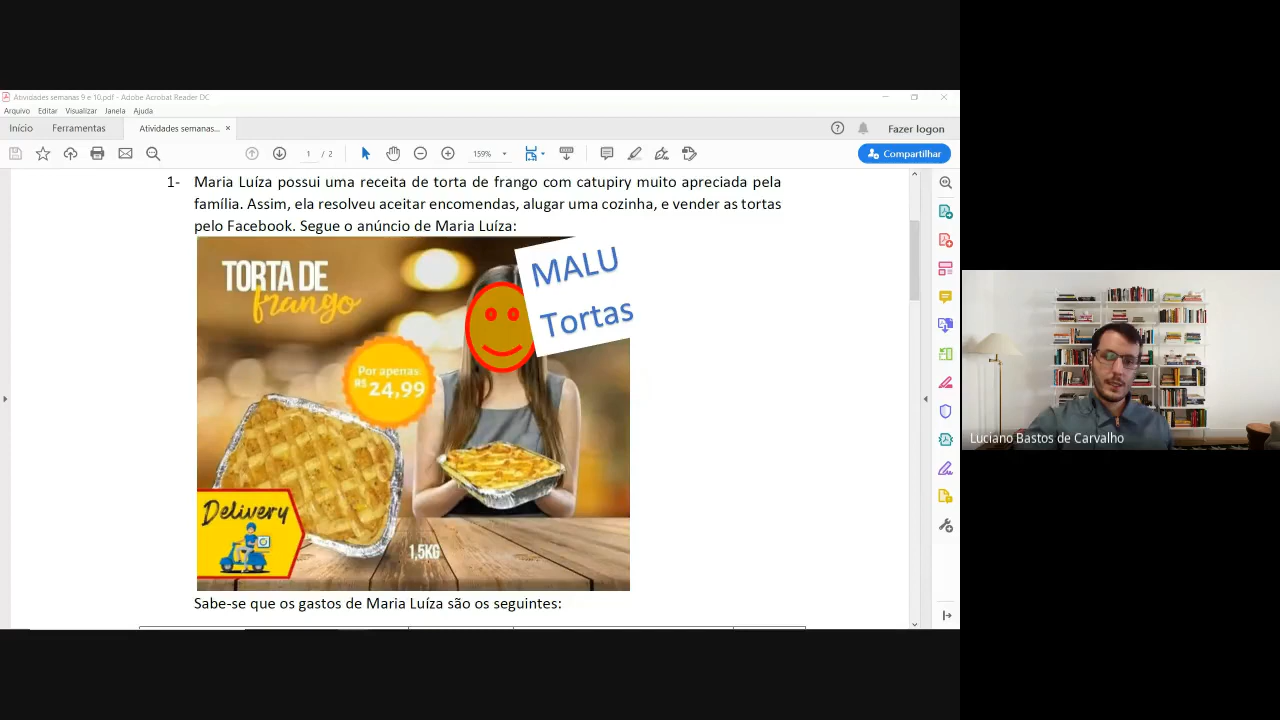 Atividades semanas 9 e 10.pdf - Adobe Acrobat Reader DC
Arquivo Editar Visualizar Janela Ajuda
Início Ferramentas Atividades semanas... × Fazer logon
1 / 2 159% Compartilhar
1- Maria Luíza possui uma receita de torta de frango com catupiry muito apreciada pela
família. Assim, ela resolveu aceitar encomendas, alugar uma cozinha, e vender as tortas
pelo Facebook. Segue o anúncio de Maria Luíza:
TORTA DE
frango
MALU
Tortas
Por apenas
R$ 24,99
Delivery
1,5KG
Sabe-se que os gastos de Maria Luíza são os seguintes:
Luciano Bastos de Carvalho